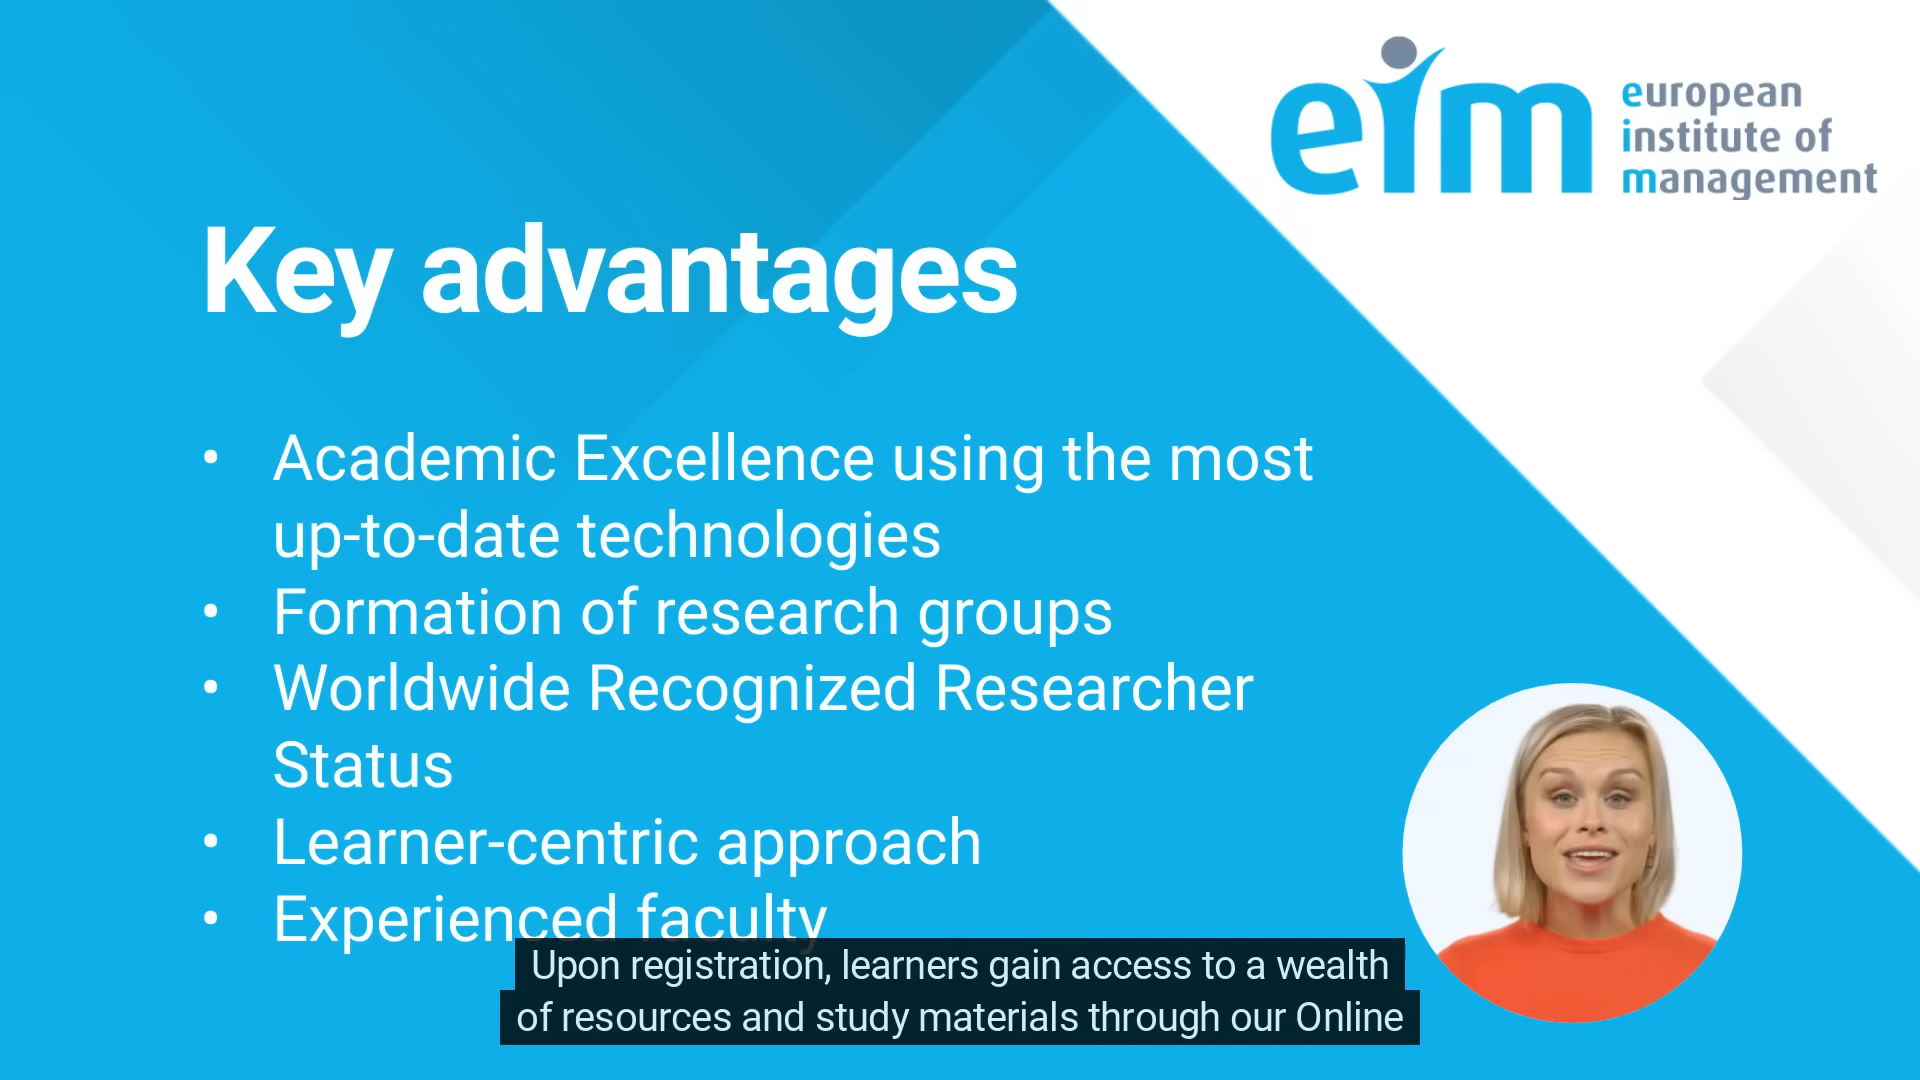 eim
european
institute of
management
Key advantages
• Academic Excellence using the most
up-to-date technologies
• Formation of research groups
• Worldwide Recognized Researcher
Status
• Learner-centric approach
• Experienced faculty
Upon registration, learners gain access to a wealth
of resources and study materials through our Online